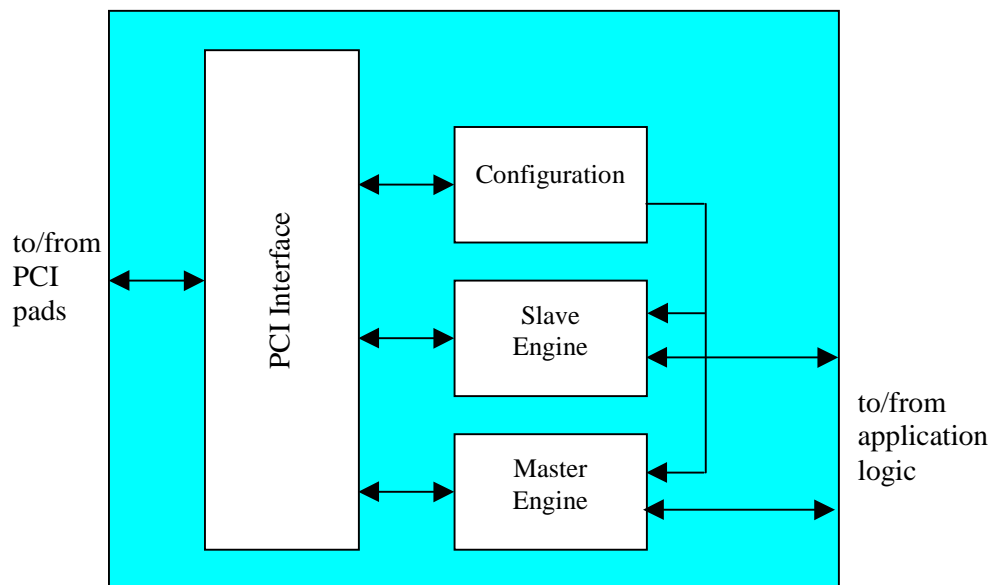 to/from
PCI
pads
PCI Interface
Configuration
Slave
Engine
Master
Engine
to/from
application
logic